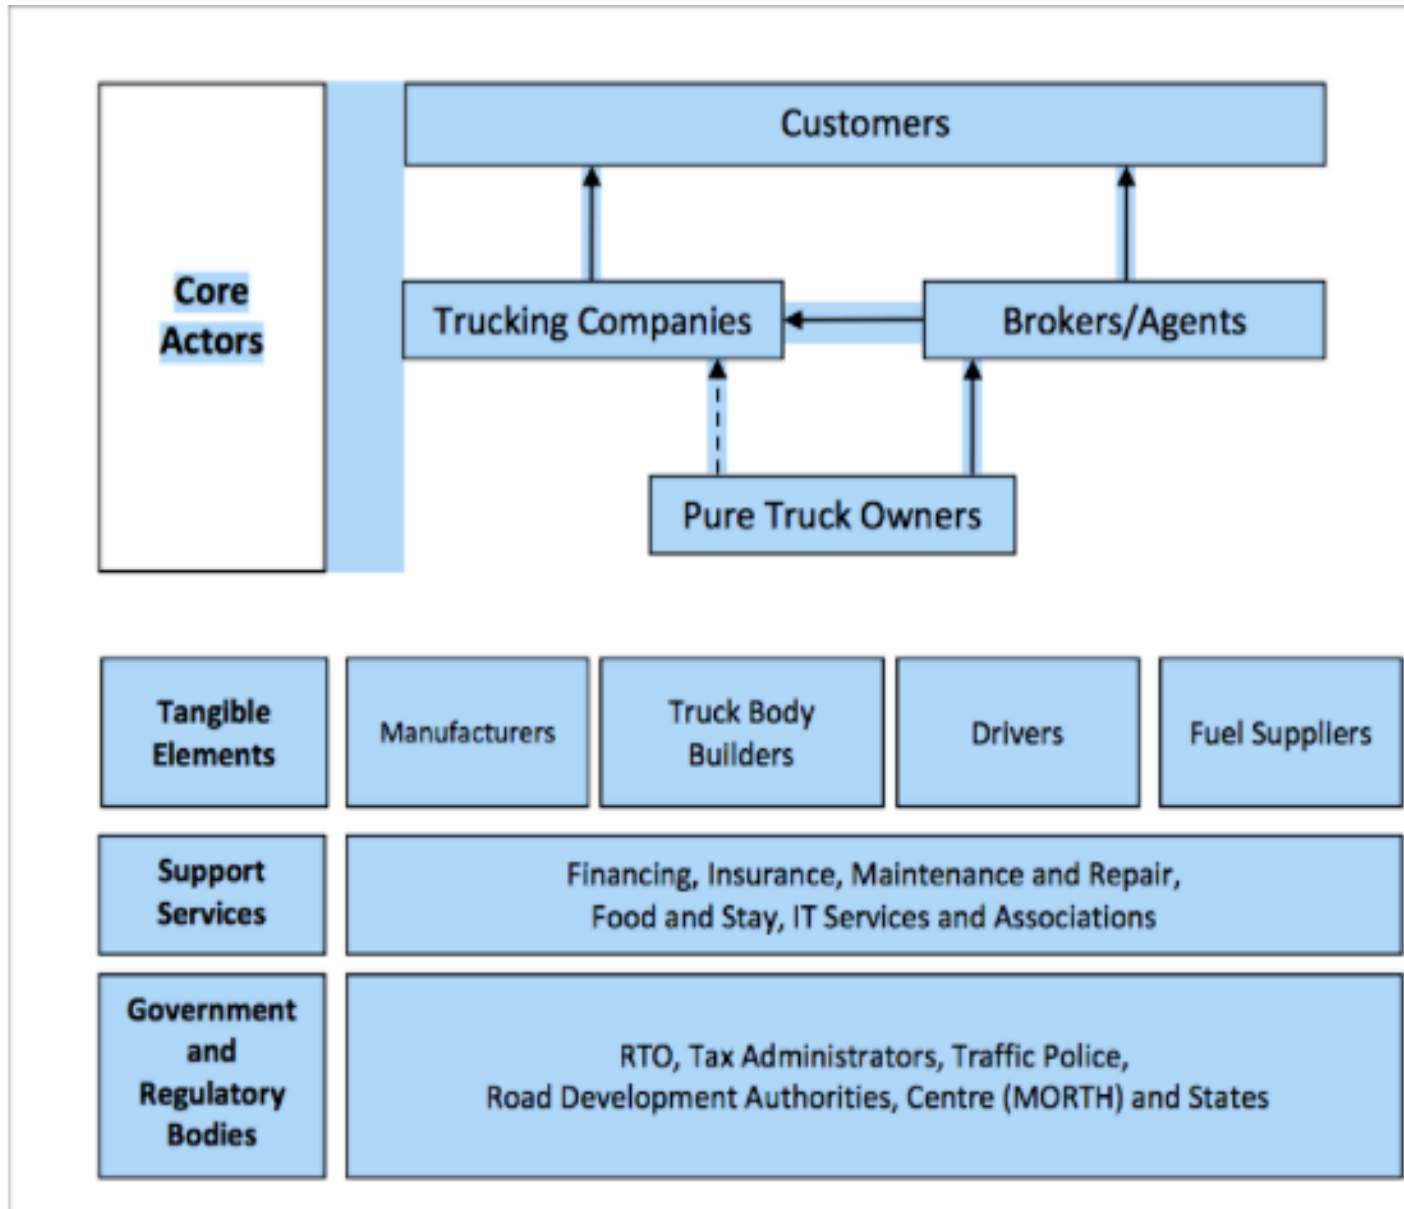 Customers
Core
Actors
Trucking Companies
Brokers/Agents
Pure Truck Owners
Tangible
Elements
Manufacturers
Truck Body
Builders
Drivers
Fuel Suppliers
Support
Services
Financing, Insurance, Maintenance and Repair,
Food and Stay, IT Services and Associations
Government
and
Regulatory
Bodies
RTO, Tax Administrators, Traffic Police,
Road Development Authorities, Centre (MORTH) and States